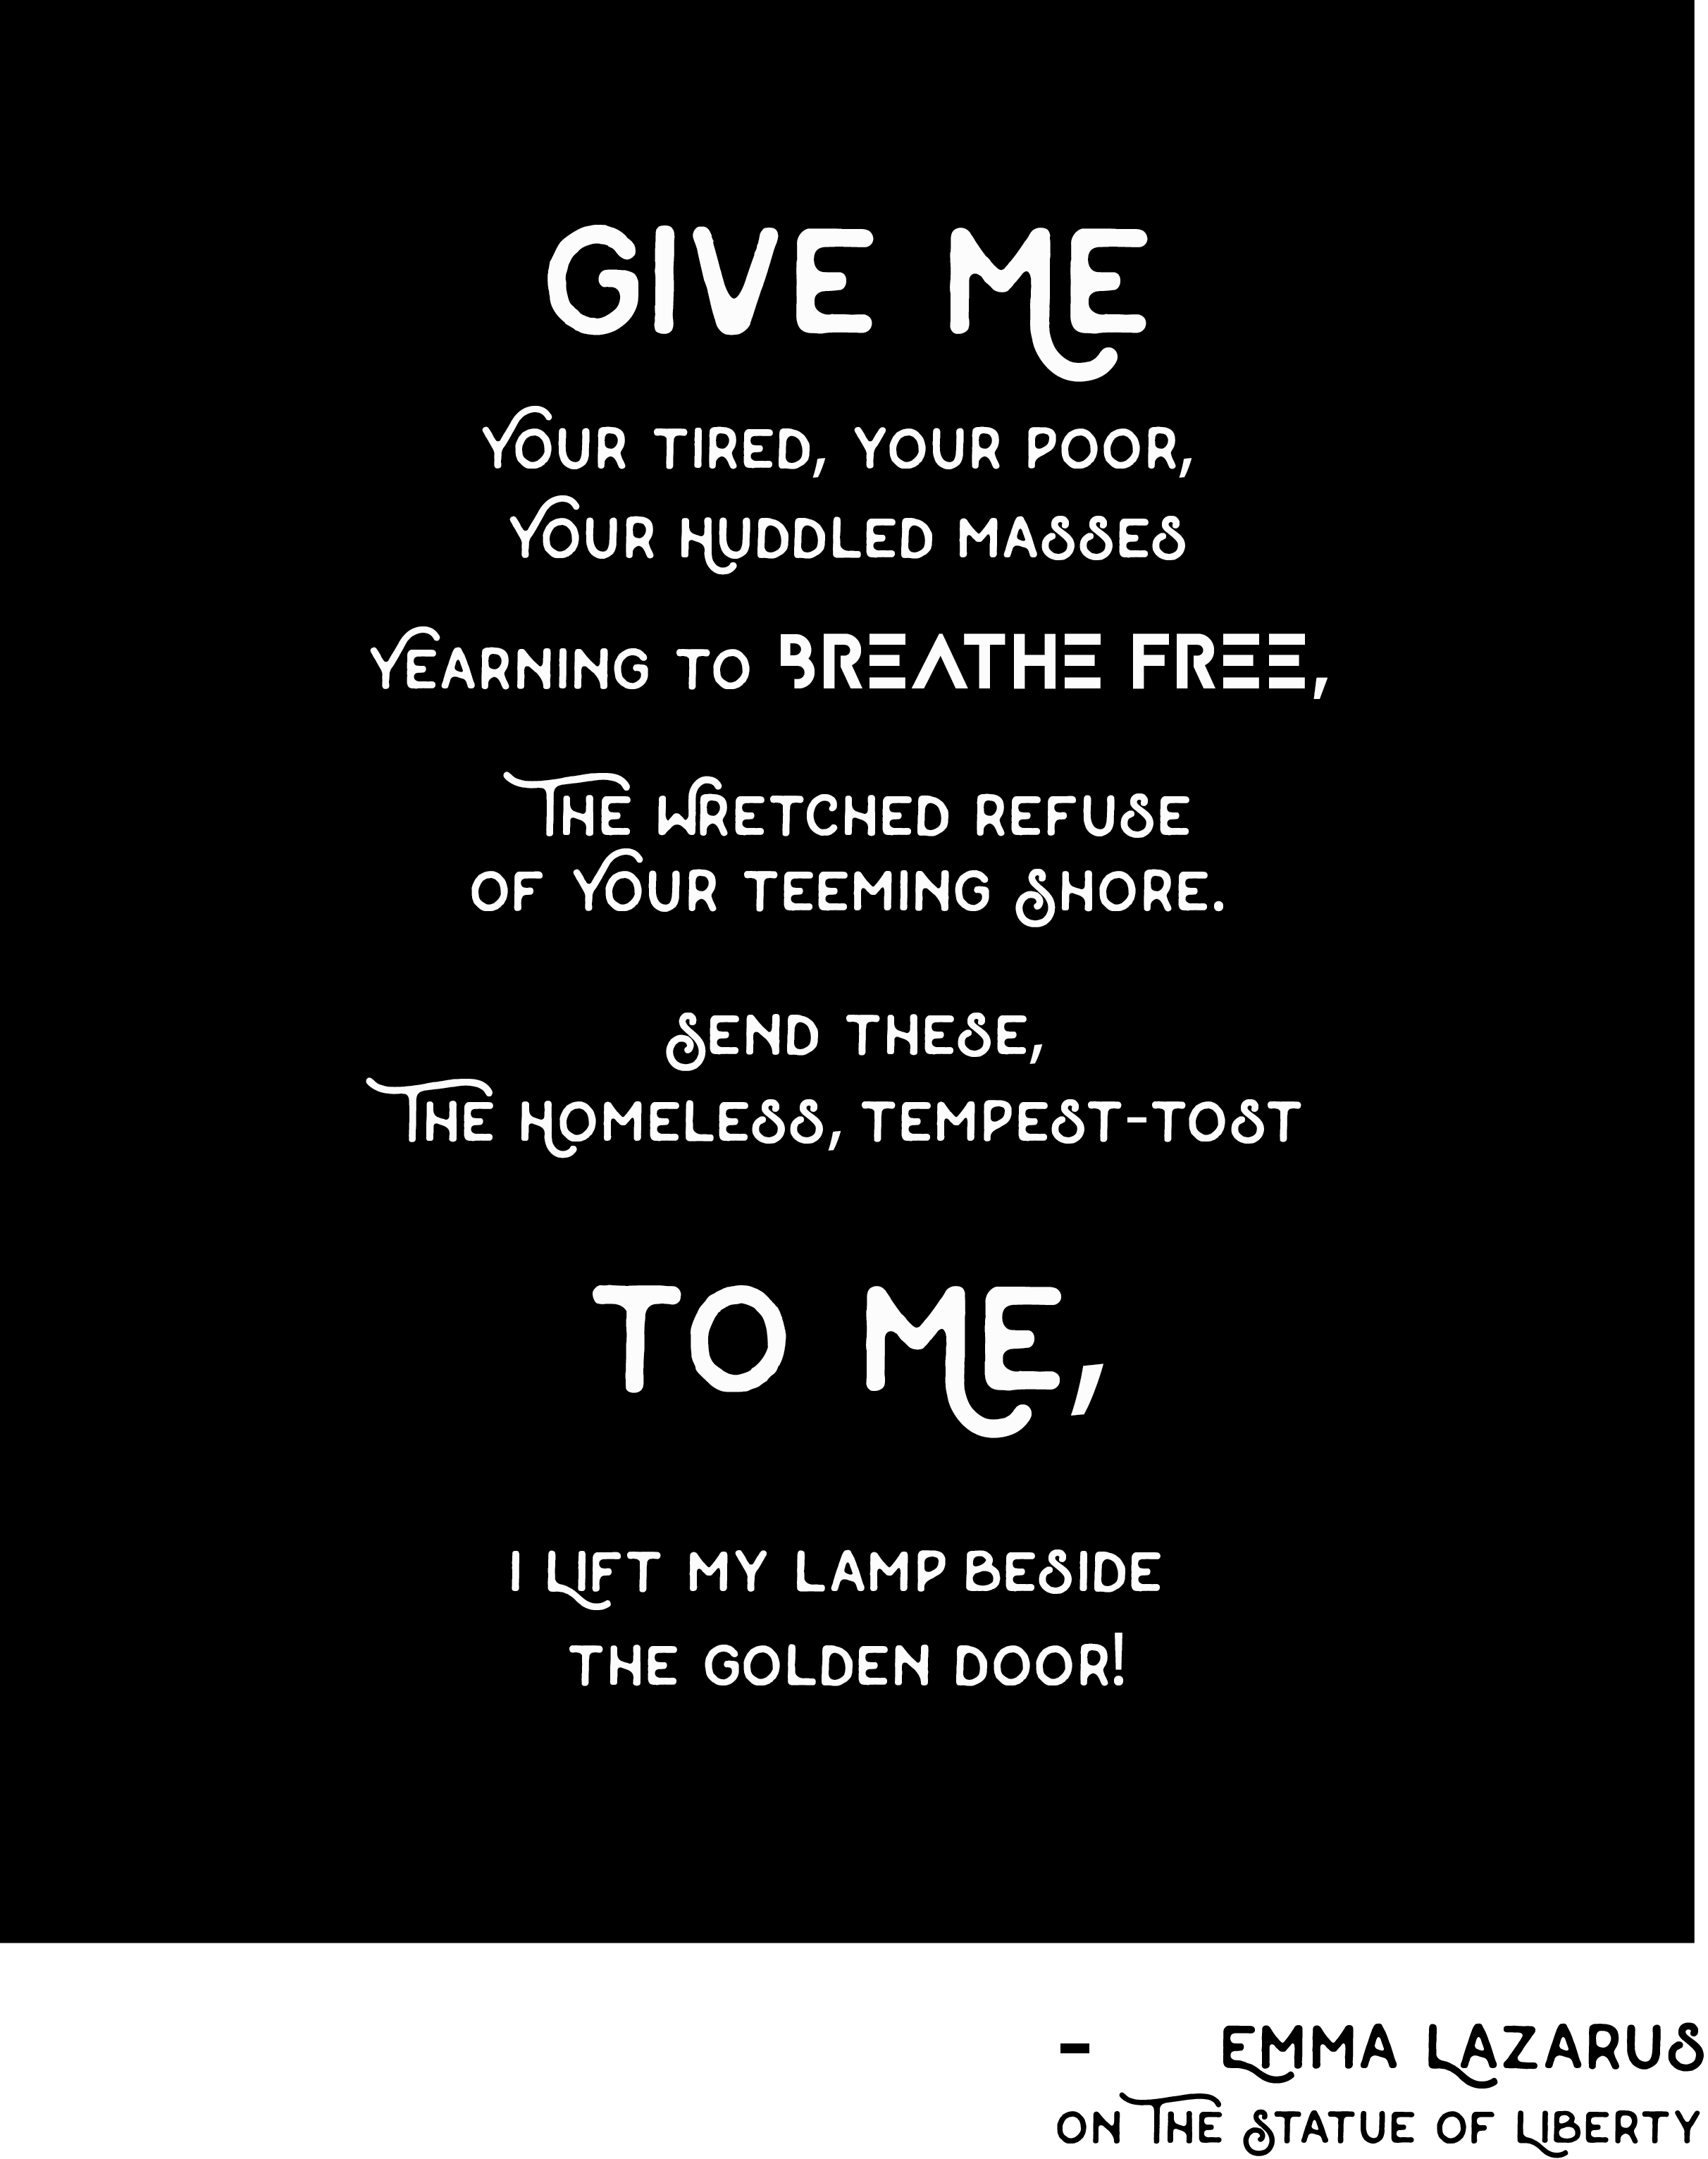 GIVE ME
YOUR TIRED, YOUR POOR,
YOUR HUDDLED MASSES
YEARNING TO BREATHE FREE,
THE WRETCHED REFUSE
OF YOUR TEEMING SHORE.
SEND THESE,
THE HOMELESS, TEMPEST-TOST
TO ME,
I LIFT MY LAMP BESIDE
THE GOLDEN DOOR!
- EMMA LAZARUS
ON THE STATUE OF LIBERTY